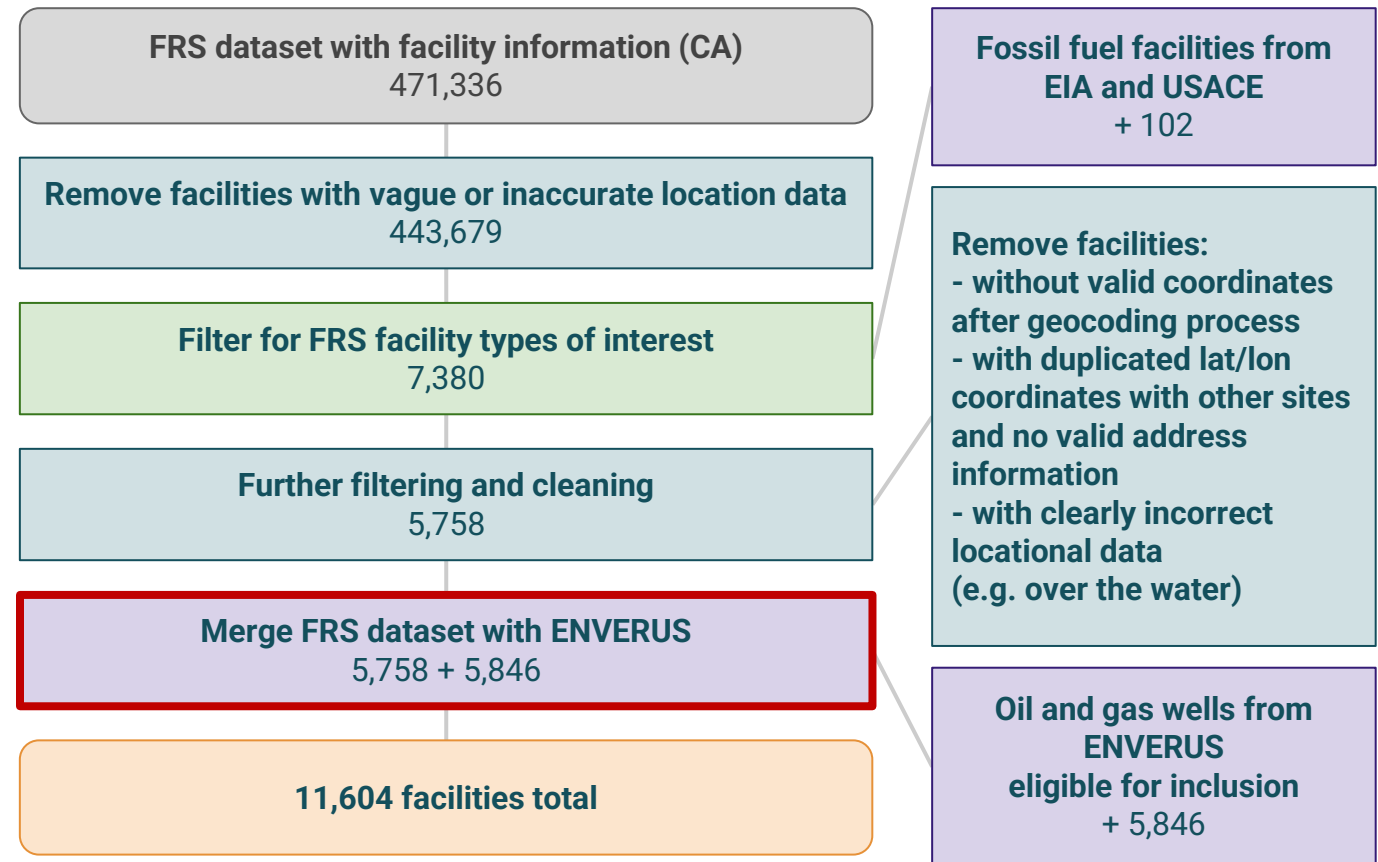 FRS dataset with facility information (CA)
471,336
Remove facilities with vague or inaccurate location data
443,679
Filter for FRS facility types of interest
7,380
Further filtering and cleaning
5,758
Merge FRS dataset with ENVERUS
5,758 + 5,846
11,604 facilities total
Fossil fuel facilities from
EIA and USACE
+ 102
Remove facilities:
- without valid coordinates
after geocoding process
- with duplicated lat/lon
coordinates with other sites
and no valid address
information
- with clearly incorrect
locational data
(e.g. over the water)
Oil and gas wells from
ENVERUS
eligible for inclusion
+ 5,846